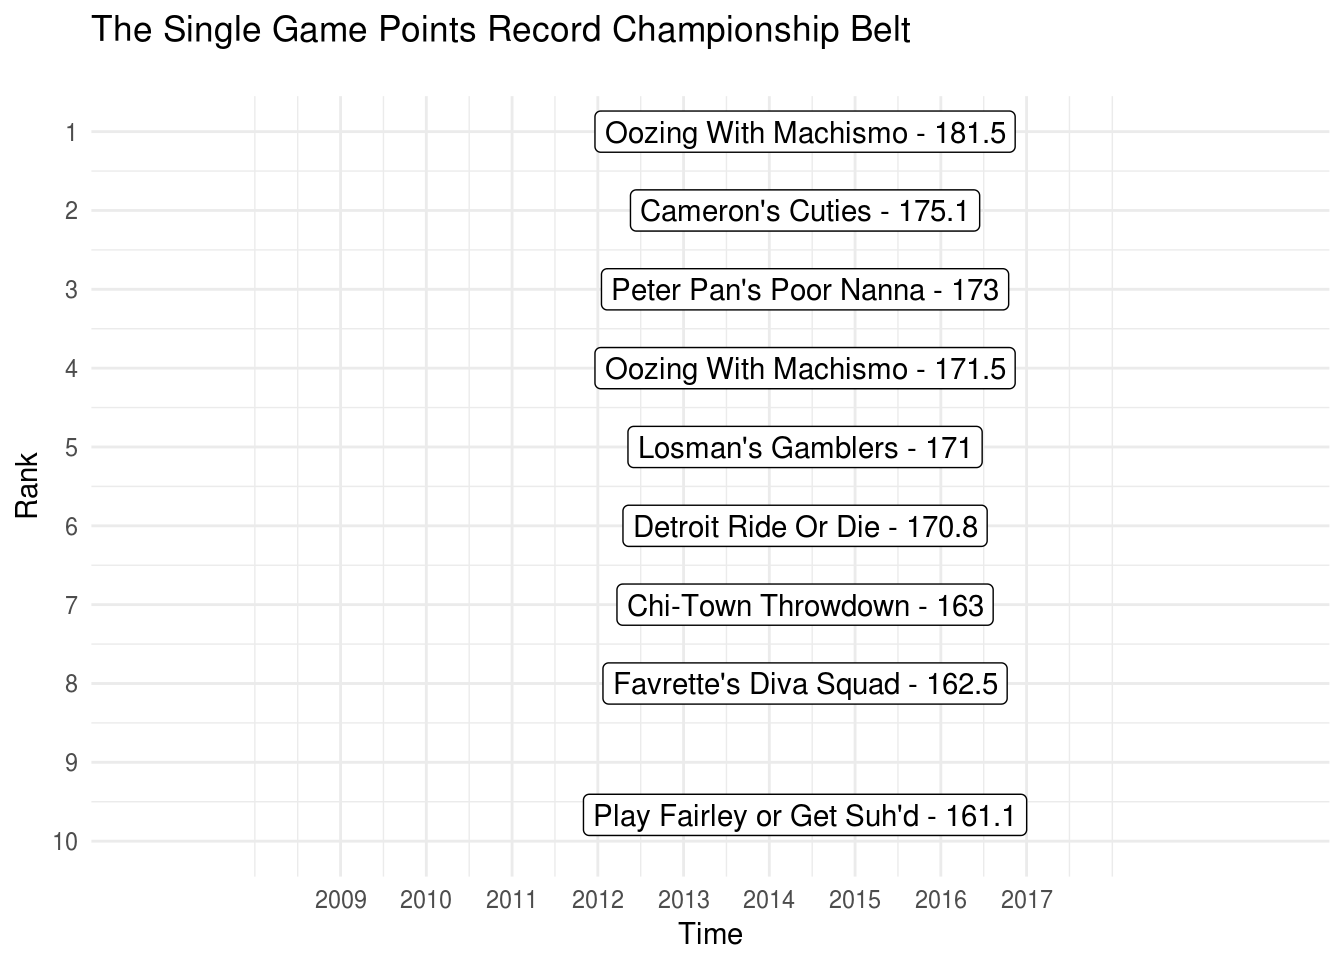 The Single Game Points Record Championship Belt
1
Oozing With Machismo - 181.5
2
Cameron's Cuties - 175.1
3
Peter Pan's Poor Nanna - 173
4
Oozing With Machismo - 171.5
5
Losman's Gamblers - 171
Rank
6
Detroit Ride Or Die - 170.8
7
Chi-Town Throwdown - 163
8
Favrette's Diva Squad - 162.5
9
Play Fairley or Get Suh'd - 161.1
10
2009 2010 2011 2012 2013 2014 2015 2016 2017
Time